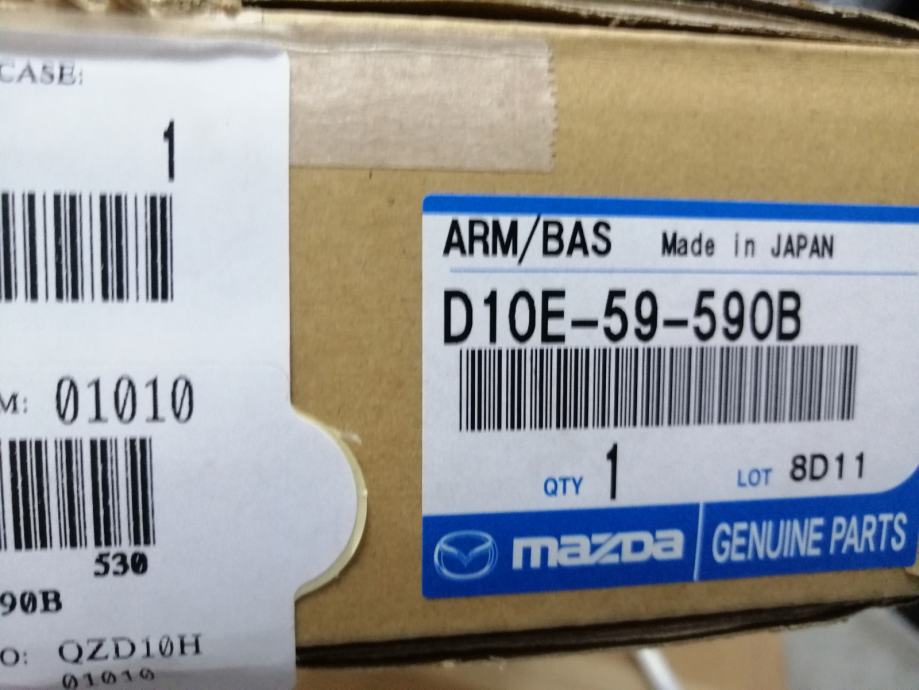 CASE:
1
M: 01010
530
90B
O: QZD10H
01010
ARM/BAS Made in JAPAN
D10E-59-590B
QTY 1 LOT 8D11
mazda GENUINE PARTS